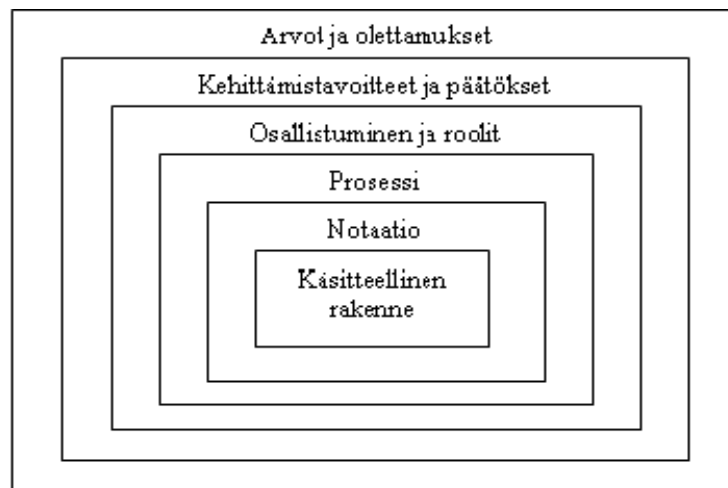 Arvot ja olettamukset
Kehittämistavoitteet ja päätökset
Osallistuminen ja roolit
Prosessi
Notaatio
Käsitteellinen
rakenne